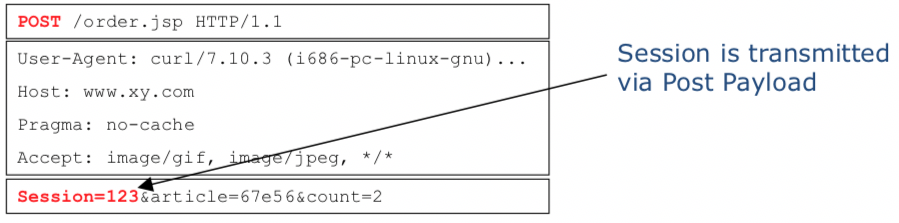 POST /order.jsp HTTP/1.1
User-Agent: curl/7.10.3 (i686-pc-linux-gnu)...
Host: www.xy.com
Pragma: no-cache
Accept: image/gif, image/jpeg, */*
Session=123&article=67e56&count=2
Session is transmitted
via Post Payload